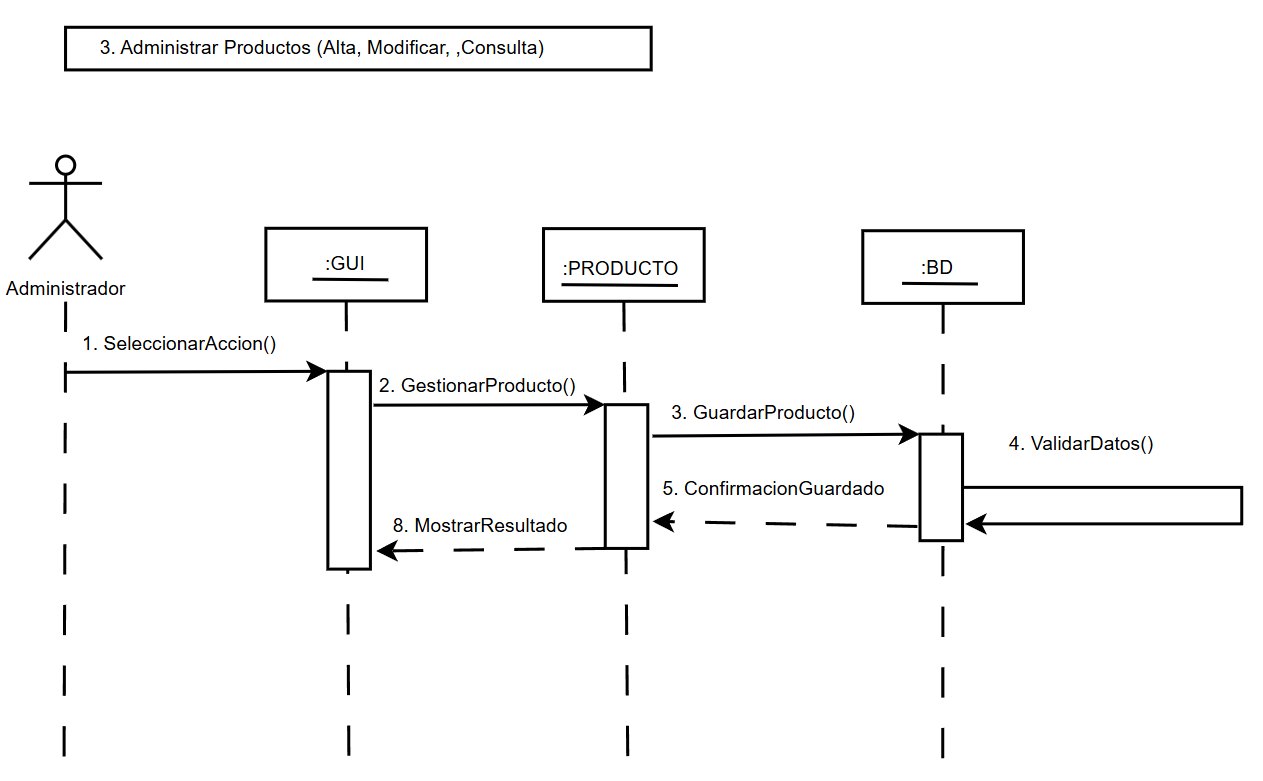 3. Administrar Productos (Alta, Modificar, ,Consulta)
Administrador
:GUI
:PRODUCTO
:BD
1. SeleccionarAccion()
2. GestionarProducto()
3. GuardarProducto()
4. ValidarDatos()
5. ConfirmacionGuardado
8. MostrarResultado